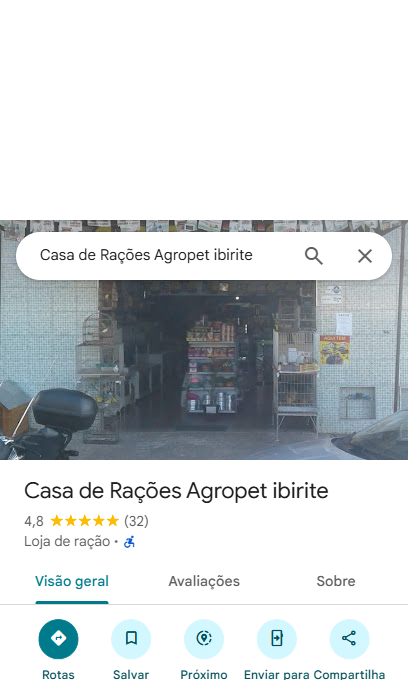 Casa de Rações Agropet ibirite
Casa de Rações Agropet ibirite
4,8 (32)
Loja de ração •
Visão geral Avaliações Sobre
Rotas Salvar Próximo Enviar para Compartilha